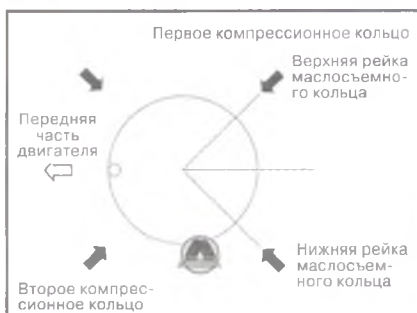 Первое компрессионное кольцо
Верхняя рейка
маслосъемно-
го кольца
Передняя
часть
двигателя
Нижняя рейка
маслосъем-
ного кольца
Второе компрес-
сионное кольцо